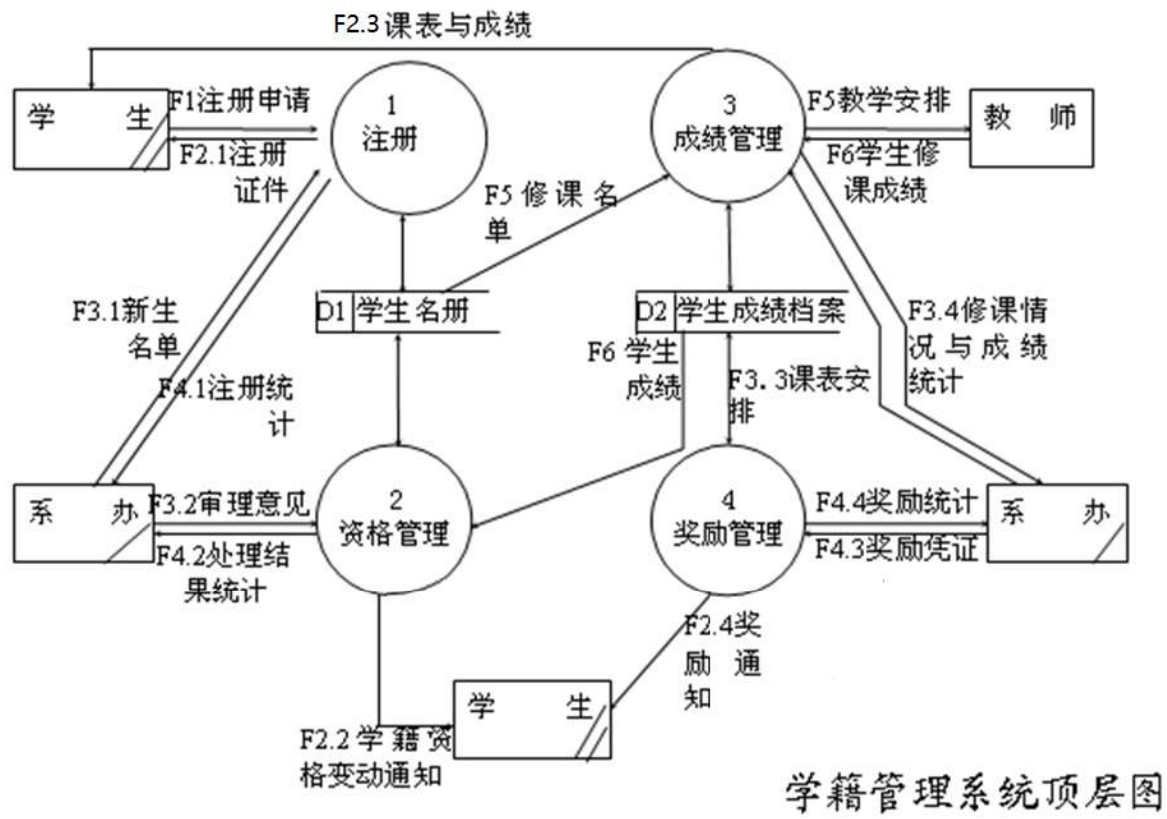 F2.3课表与成绩
学 生
F1注册申请
F2.1注册
证件
1
注册
3
成绩管理
F5教学安排
F6学生修
课成绩
教 师
F5修课名
单
D1 学生名册
D2 学生成绩档案
F3.1新生
名单
F4.1注册统
计
F6学生
成绩
F3.3课表安
排
F3.4修课情
况与成绩
统计
系 办
F3.2审理意见
F4.2处理结
果统计
2
资格管理
4
奖励管理
F4.4奖励统计
F4.3奖励凭证
系 办
F2.4奖
励通
知
学 生
F2.2学籍资
格变动通知
学籍管理系统顶层图